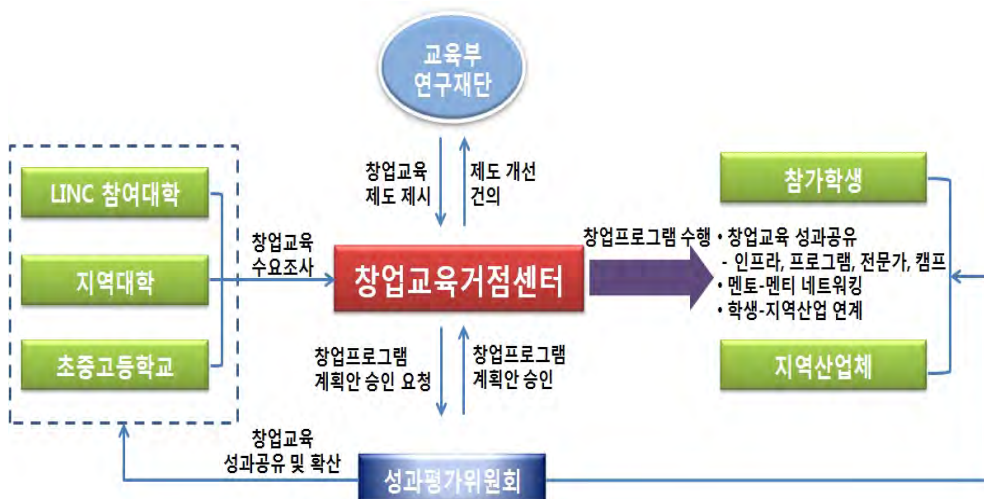 교육부
연구재단
창업교육
제도 제시
제도 개선
건의
LINC 참여대학
지역대학
초중고등학교
창업교육
수요조사
창업교육거점센터
창업프로그램 수행
참가학생
• 창업교육 성과공유
- 인프라, 프로그램, 전문가, 캠프
• 멘토-멘티 네트워킹
• 학생-지역산업 연계
지역산업체
창업프로그램
계획안 승인 요청
창업프로그램
계획안 승인
창업교육
성과공유 및 확산
성과평가위원회